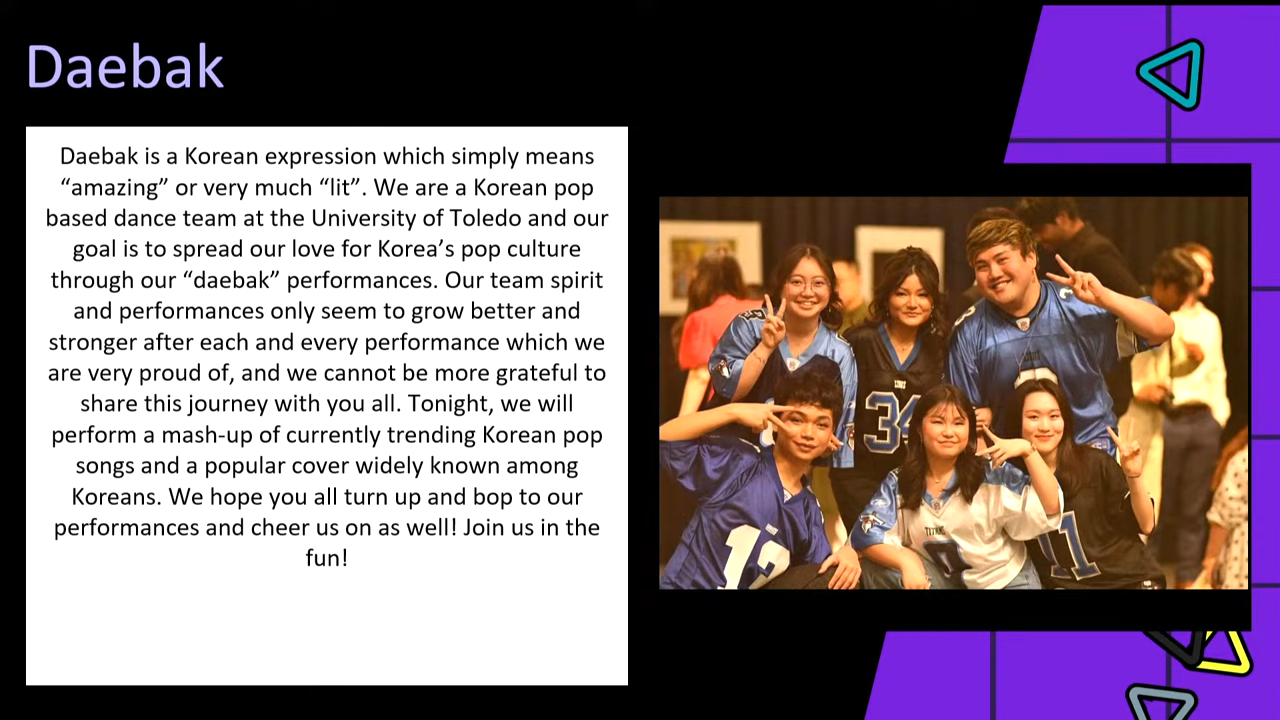 Daebak
Daebak is a Korean expression which simply means
“amazing” or very much “lit”. We are a Korean pop
based dance team at the University of Toledo and our
goal is to spread our love for Korea’s pop culture
through our “daebak” performances. Our team spirit
and performances only seem to grow better and
stronger after each and every performance which we
are very proud of, and we cannot be more grateful to
share this journey with you all. Tonight, we will
perform a mash-up of currently trending Korean pop
songs and a popular cover widely known among
Koreans. We hope you all turn up and bop to our
performances and cheer us on as well! Join us in the
fun!
34
12
TITANS
11